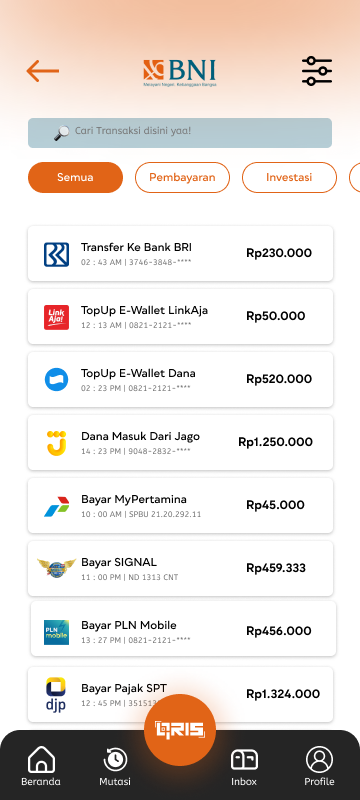 BNI
Melayani Negeri, Kebanggaan Bangsa
Cari Transaksi disini yaa!
Semua
Pembayaran
Investasi
Transfer Ke Bank BRI
02 : 43 AM | 3746-3848-****
Rp230.000
Link
Aja!
TopUp E-Wallet LinkAja
12 : 13 AM | 0821-2121-****
Rp50.000
TopUp E-Wallet Dana
02 : 23 PM | 0821-2121-****
Rp520.000
Dana Masuk Dari Jago
14 : 23 PM | 9048-2832-****
Rp1.250.000
Bayar MyPertamina
10 : 00 AM | SPBU 21.20.292.11
Rp45.000
Bayar SIGNAL
11 : 00 PM | ND 1313 CNT
Rp459.333
PLN
mobile
Bayar PLN Mobile
13 : 27 PM | 0821-2121-****
Rp456.000
djp
Bayar Pajak SPT
12 : 45 PM | 351513
Rp1.324.000
QRIS
Beranda
Mutasi
Inbox
Profile